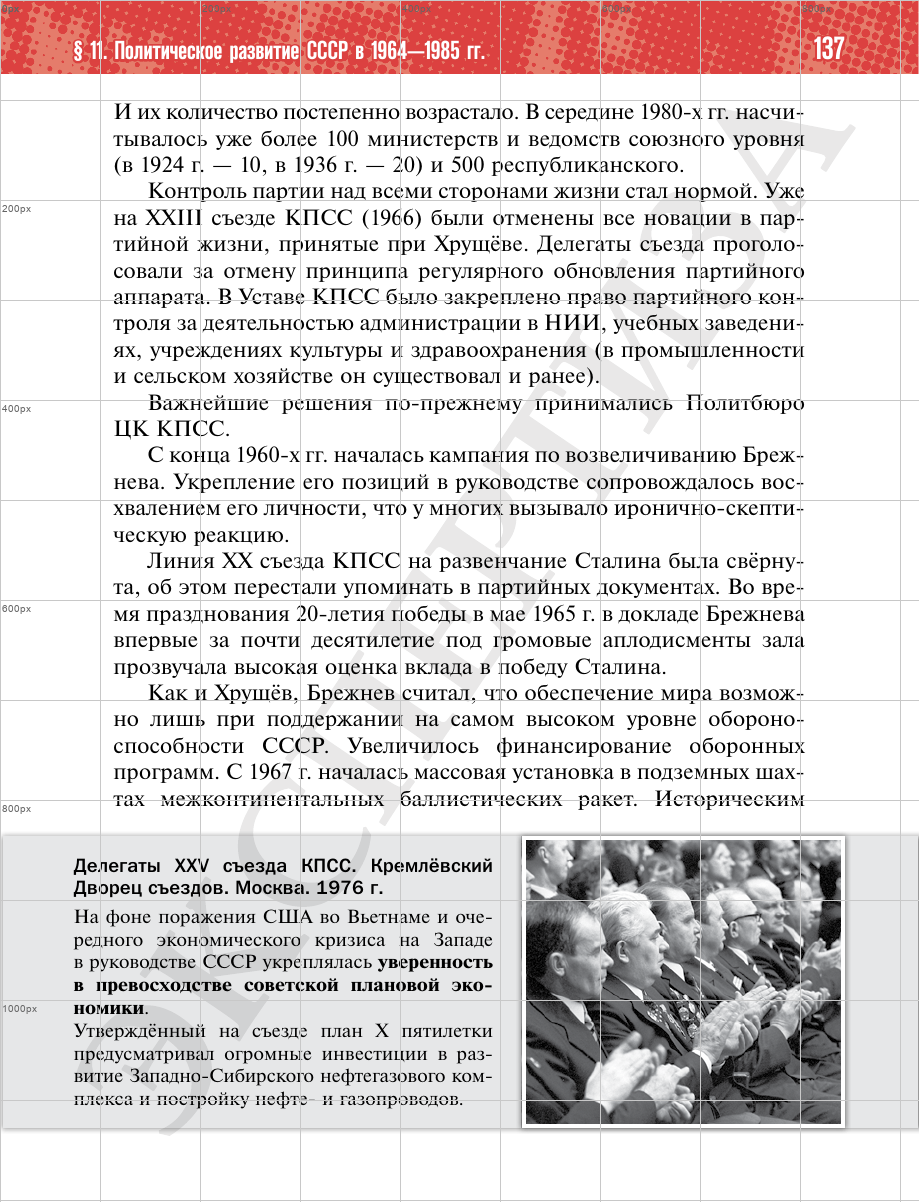 § 11. Политическое развитие СССР в 1964—1985 гг.
137
И их количество постепенно возрастало. В середине 1980-х гг. насчи-
тывалось уже более 100 министерств и ведомств союзного уровня
(в 1924 г. — 10, в 1936 г. — 20) и 500 республиканского.
Контроль партии над всеми сторонами жизни стал нормой. Уже
на XXIII съезде КПСС (1966) были отменены все новации в пар-
тийной жизни, принятые при Хрущёве. Делегаты съезда проголо-
совали за отмену принципа регулярного обновления партийного
аппарата. В Уставе КПСС было закреплено право партийного кон-
троля за деятельностью администрации в НИИ, учебных заведени-
ях, учреждениях культуры и здравоохранения (в промышленности
и сельском хозяйстве он существовал и ранее).
Важнейшие решения по-прежнему принимались Политбюро
ЦК КПСС.
С конца 1960-х гг. началась кампания по возвеличиванию Бреж-
нева. Укрепление его позиций в руководстве сопровождалось вос-
хвалением его личности, что у многих вызывало иронично-скепти-
ческую реакцию.
Линия XX съезда КПСС на развенчание Сталина была свёрну-
та, об этом перестали упоминать в партийных документах. Во вре-
мя празднования 20-летия победы в мае 1965 г. в докладе Брежнева
впервые за почти десятилетие под громовые аплодисменты зала
прозвучала высокая оценка вклада в победу Сталина.
Как и Хрущёв, Брежнев считал, что обеспечение мира возмож-
но лишь при поддержании на самом высоком уровне обороно-
способности СССР. Увеличилось финансирование оборонных
программ. С 1967 г. началась массовая установка в подземных шах-
тах межконтинентальных баллистических ракет. Историческим
Делегаты XXV съезда КПСС. Кремлёвский
Дворец съездов. Москва. 1976 г.
На фоне поражения США во Вьетнаме и оче-
редного экономического кризиса на Западе
в руководстве СССР укреплялась уверенность
в превосходстве советской плановой эко-
номики.
Утверждённый на съезде план X пятилетки
предусматривал огромные инвестиции в раз-
витие Западно-Сибирского нефтегазового ком-
плекса и постройку нефте- и газопроводов.
ЭКСПЕРТИЗА
200px
400px
600px
800px
1000px